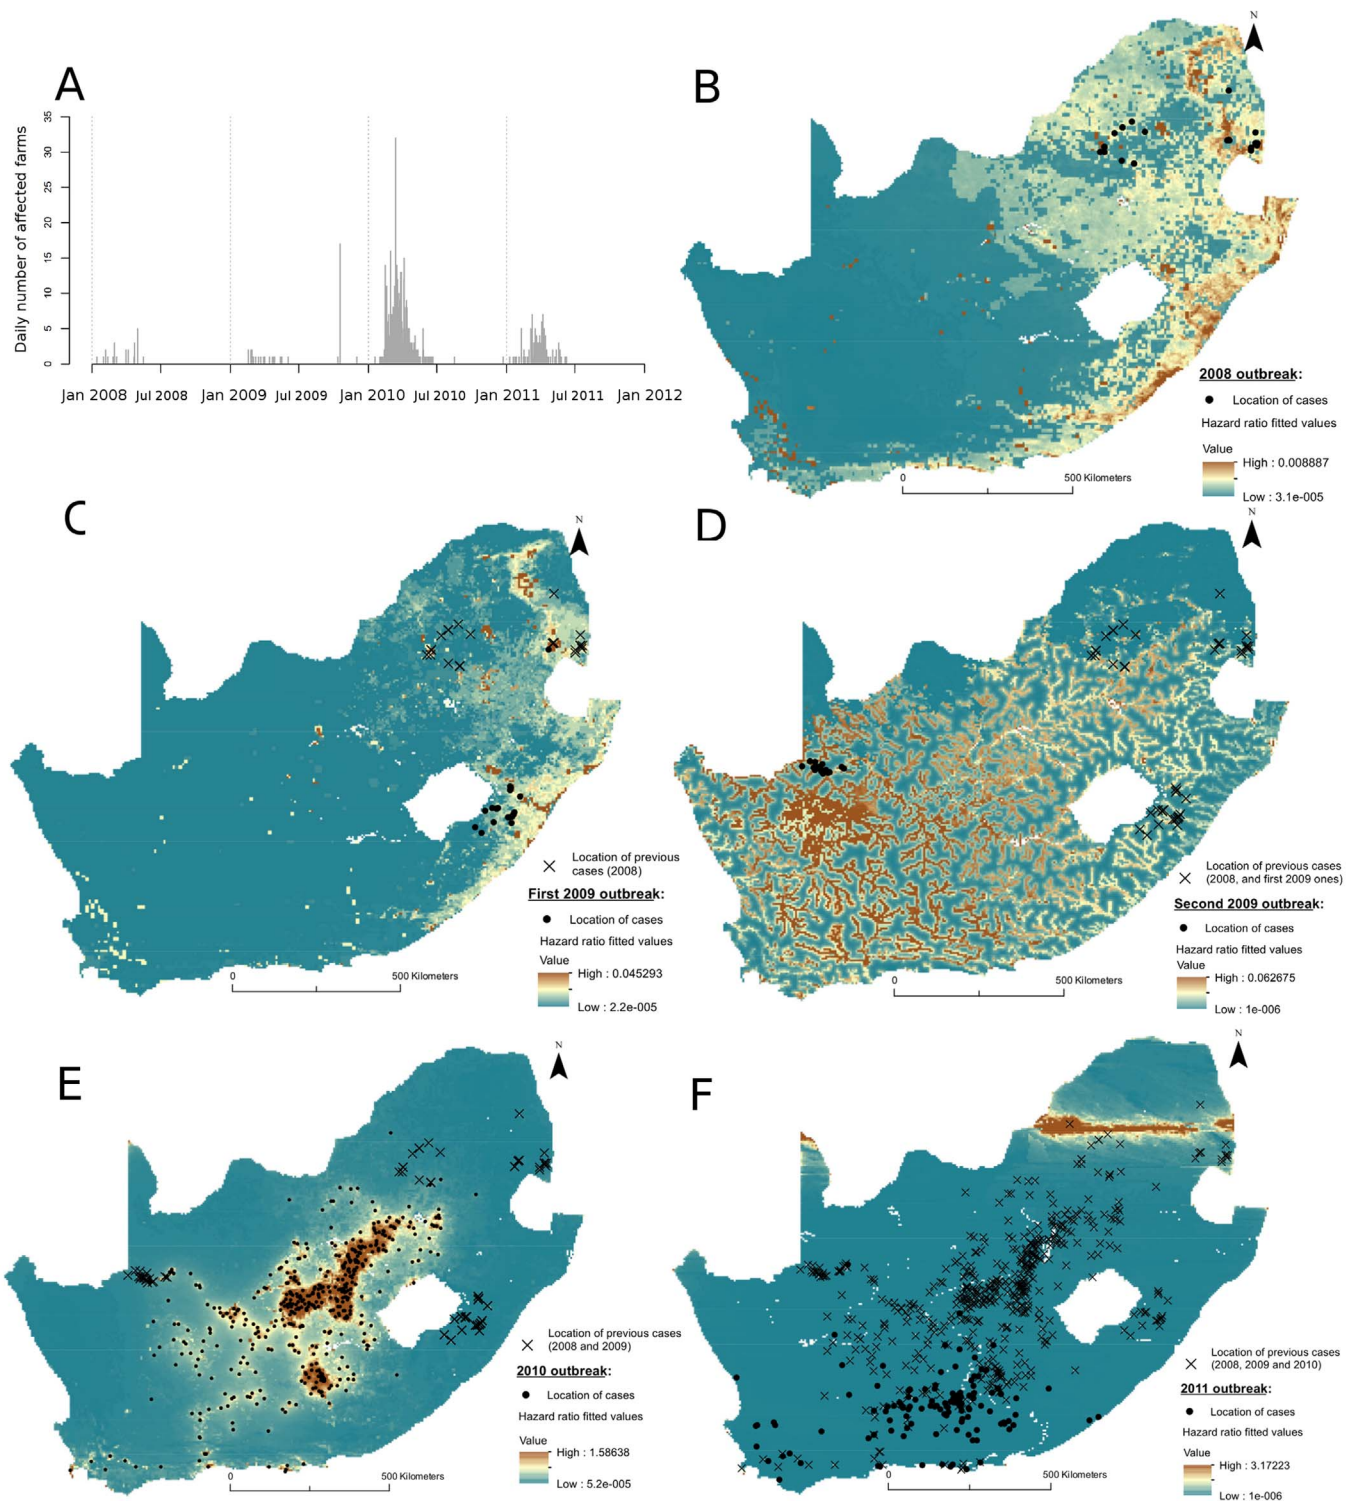 A
Daily number of affected farms
35
30
25
20
15
10
5
0
Jan 2008
Jul 2008
Jan 2009
Jul 2009
Jan 2010
Jul 2010
Jan 2011
Jul 2011
Jan 2012
B
N
2008 outbreak:
Location of cases
Hazard ratio fitted values
Value
High : 0.008887
Low : 3.1e-005
0
500 Kilometers
C
N
Location of previous
cases (2008)
First 2009 outbreak:
Location of cases
Hazard ratio fitted values
Value
High : 0.045293
Low : 2.2e-005
0
500 Kilometers
D
N
Location of previous cases
(2008, and first 2009 ones)
Second 2009 outbreak:
Location of cases
Hazard ratio fitted values
Value
High : 0.062675
Low : 1e-006
0
500 Kilometers
E
N
Location of previous cases
(2008 and 2009)
2010 outbreak:
Location of cases
Hazard ratio fitted values
Value
High : 1.58638
Low : 5.2e-005
0
500 Kilometers
F
N
Location of previous cases
(2008, 2009 and 2010)
2011 outbreak:
Location of cases
Hazard ratio fitted values
Value
High : 3.17223
Low : 1e-006
0
500 Kilometers